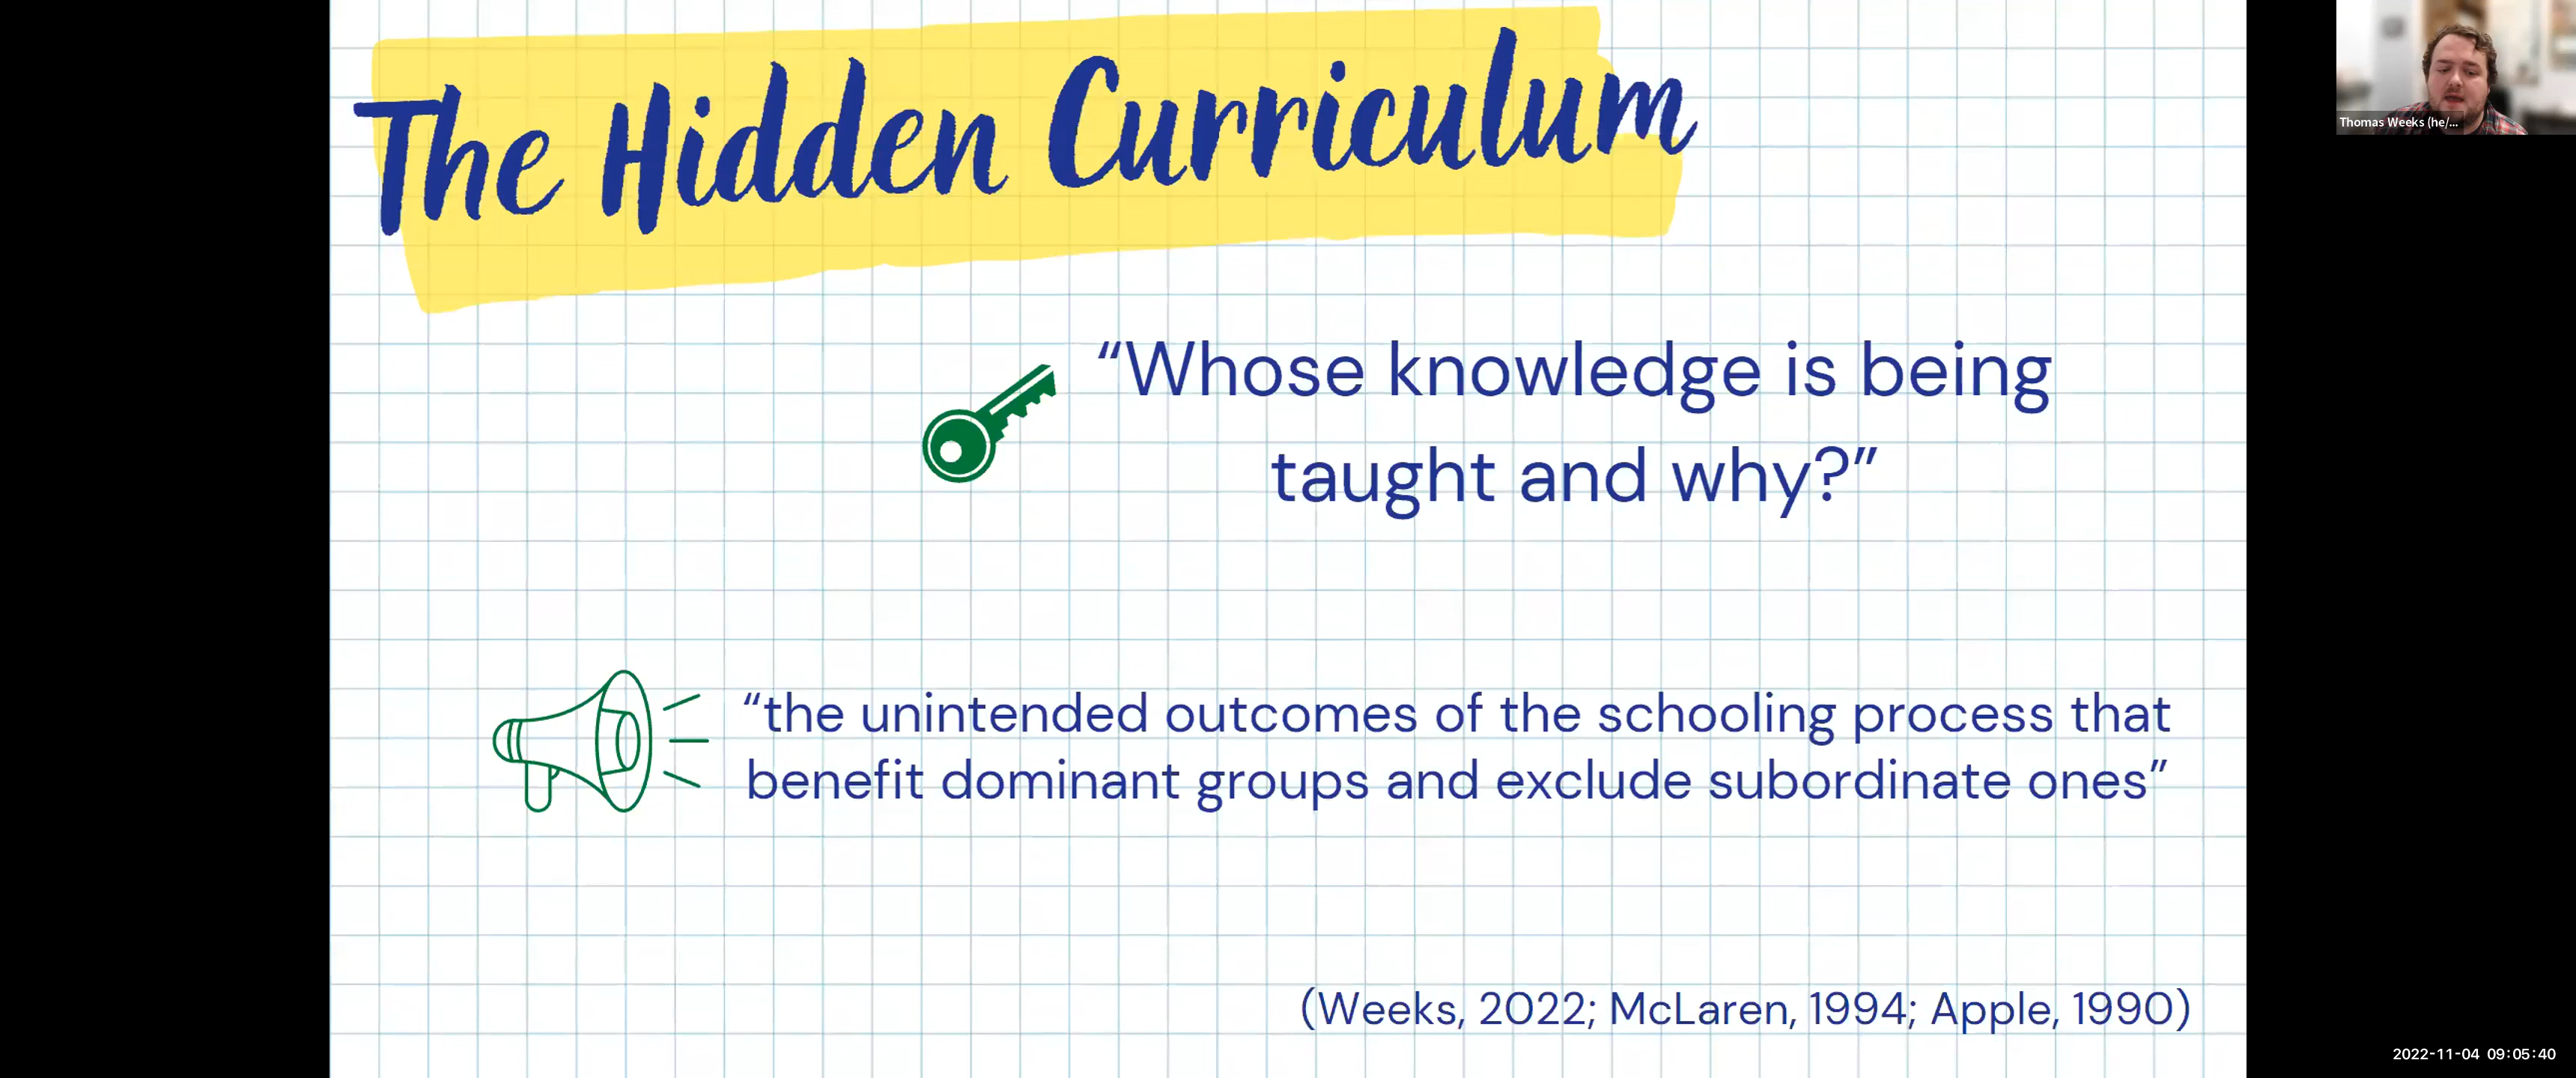 The Hidden Curriculum
“Whose knowledge is being
taught and why?”
“the unintended outcomes of the schooling process that
benefit dominant groups and exclude subordinate ones”
(Weeks, 2022; McLaren, 1994; Apple, 1990)
Thomas Weeks (he/...
2022-11-04 09:05:40